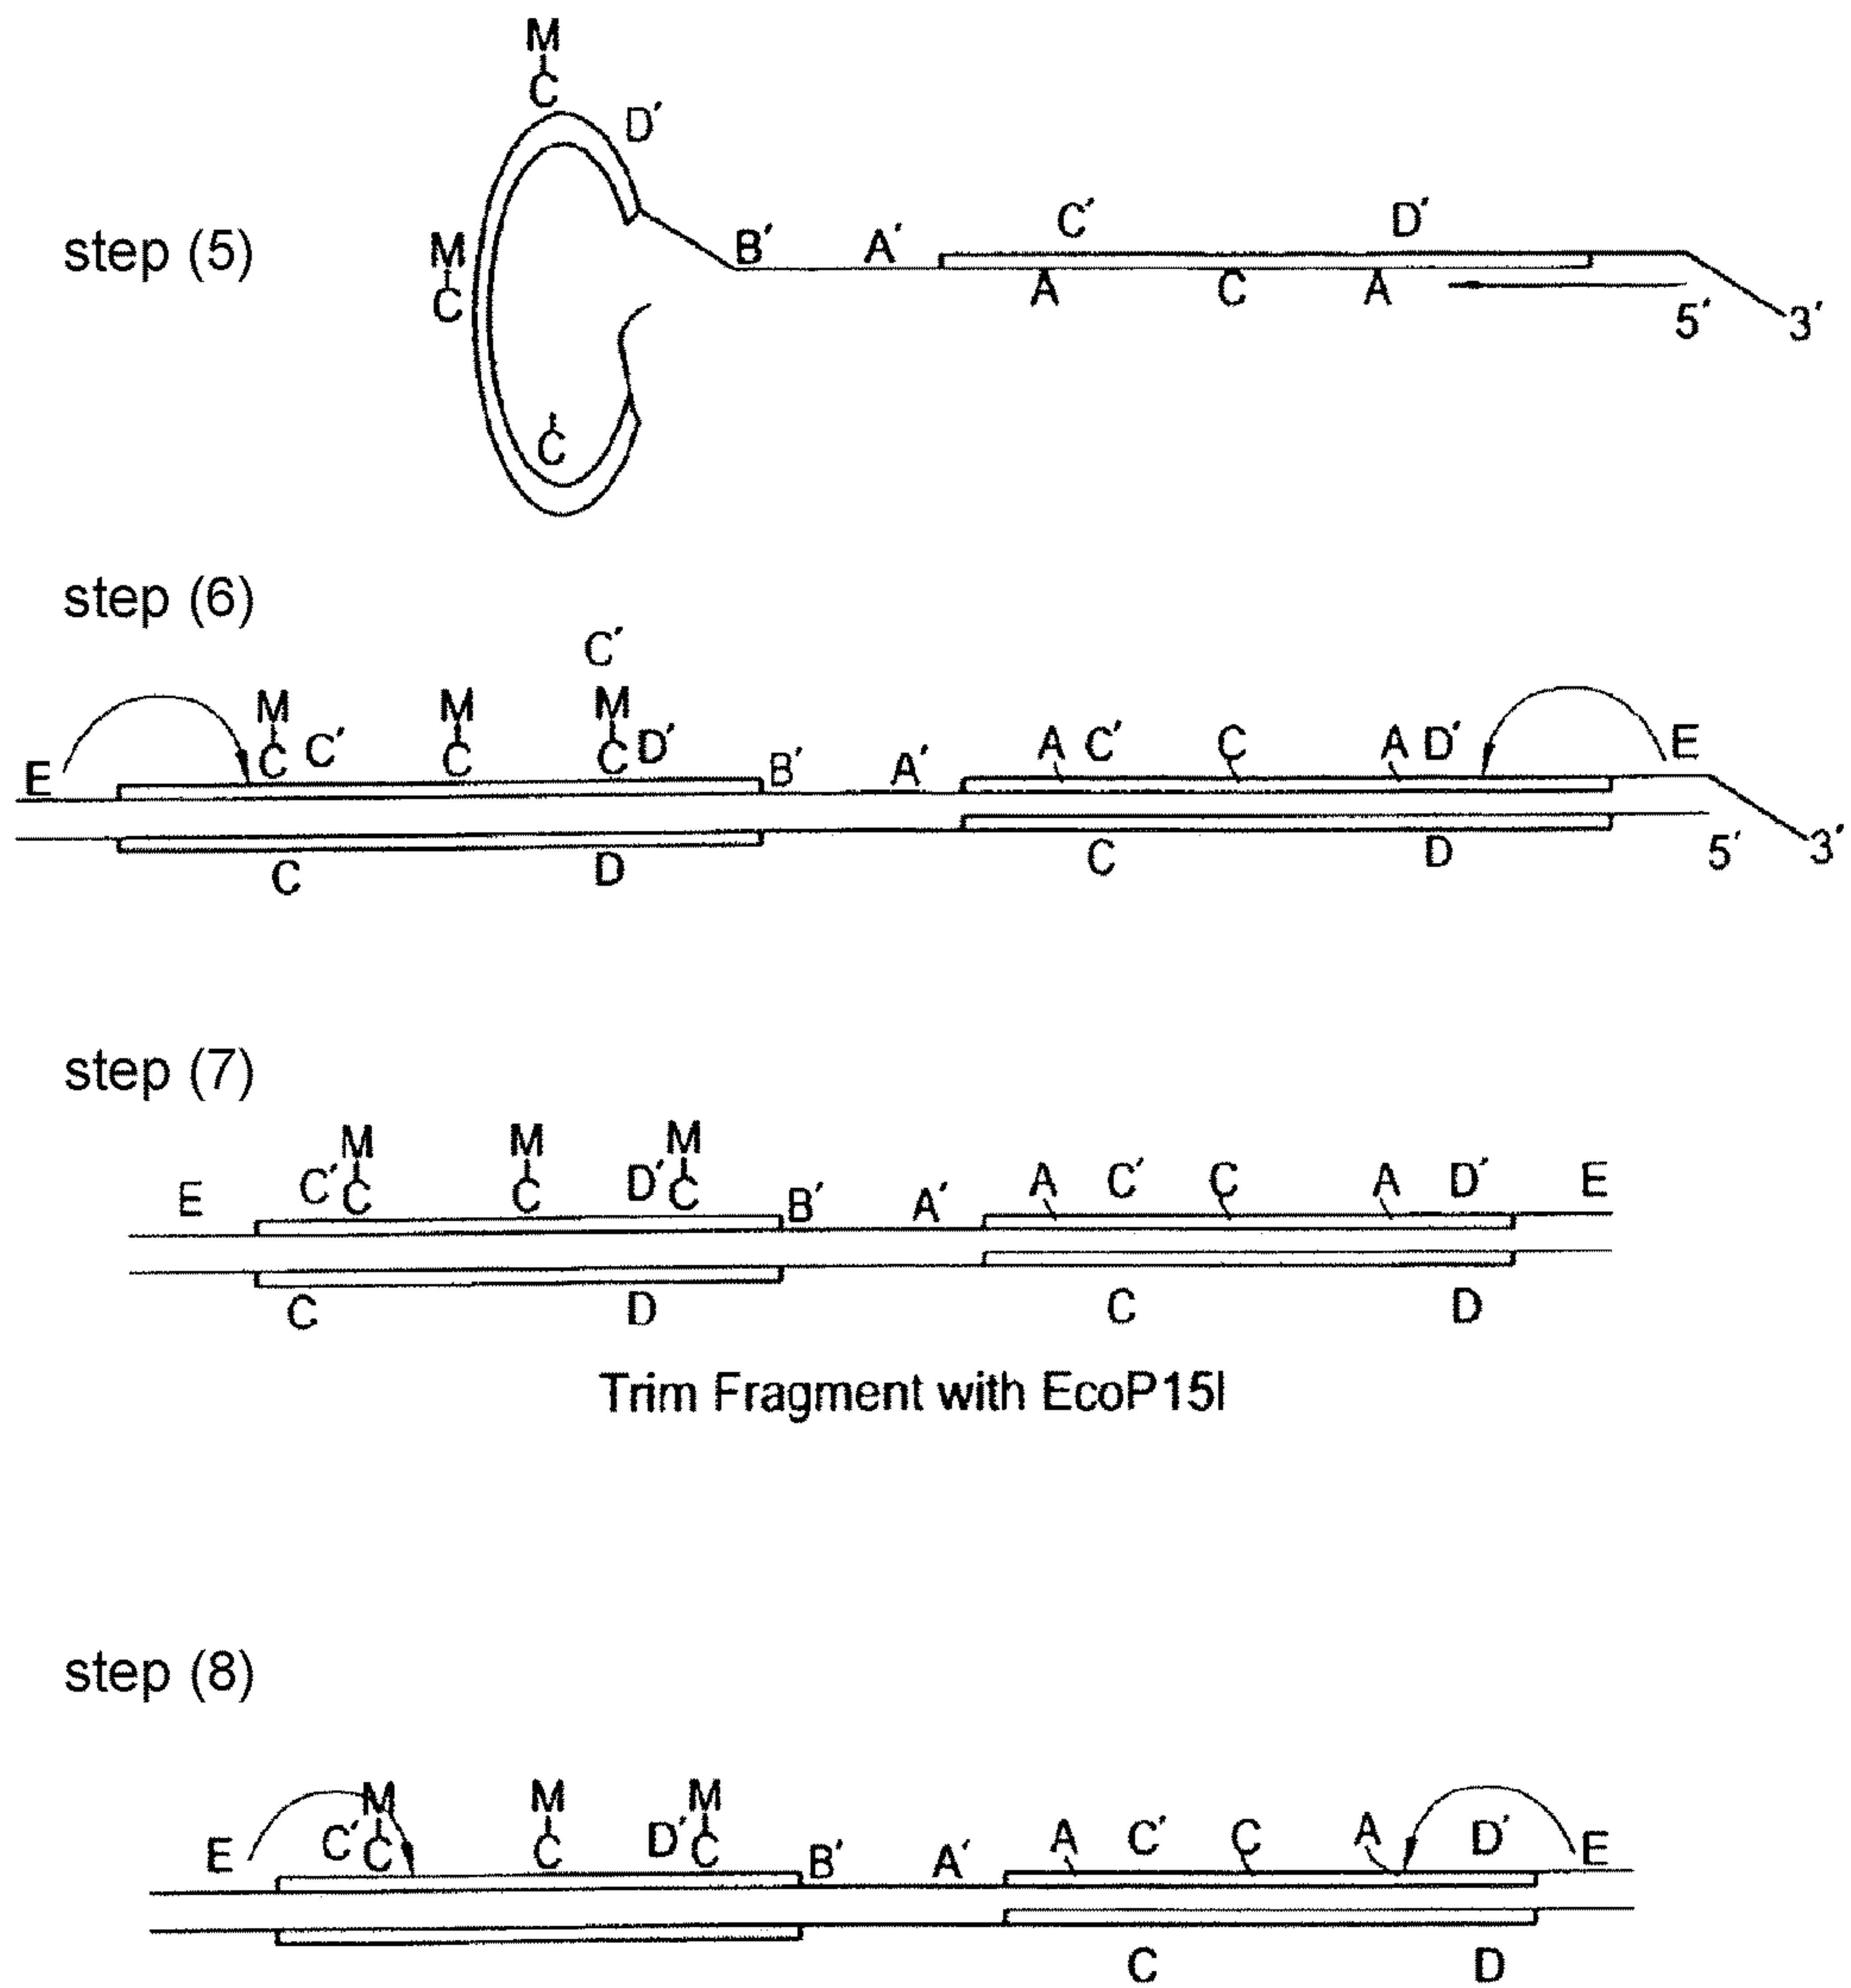 M
C
D′
step (5)
M
C
B′ A′ C′ D′
A C A
5′ 3′
C
step (6)
C′
M M M
E C C′ C C D′ B′ A′ A C′ C A D′ E
C D C D 5′ 3′
step (7)
M M M
E C′ C C D′ C B′ A′ A C′ C A D′ E
C D C D
Trim Fragment with EcoP15I
step (8)
M M M
E C′ C C D′ C B′ A′ A C′ C A D′ E
C D